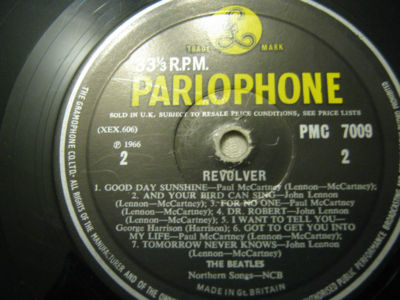 TRADE MARK
33⅓ R.P.M.
PARLOPHONE
SOLD IN U.K. SUBJECT TO RESALE PRICE CONDITIONS, SEE PRICE LISTS
(XEX.606)
PMC 7009
℗ 1966
2
2
REVOLVER
1. GOOD DAY SUNSHINE—Paul McCartney (Lennon—McCartney);
2. AND YOUR BIRD CAN SING—John Lennon
(Lennon—McCartney); 3. FOR NO ONE—Paul McCartney
(Lennon—McCartney); 4. DR. ROBERT—John Lennon
(Lennon—McCartney); 5. I WANT TO TELL YOU—
George Harrison (Harrison); 6. GOT TO GET YOU INTO
MY LIFE—Paul McCartney (Lennon—McCartney);
7. TOMORROW NEVER KNOWS—John Lennon
(Lennon—McCartney)
THE BEATLES
Northern Songs—NCB
MADE IN GT. BRITAIN
THE GRAMOPHONE CO. LTD.
ALL RIGHTS OF THE MANUFACTURER AND OF THE
PUBLIC PERFORMANCE